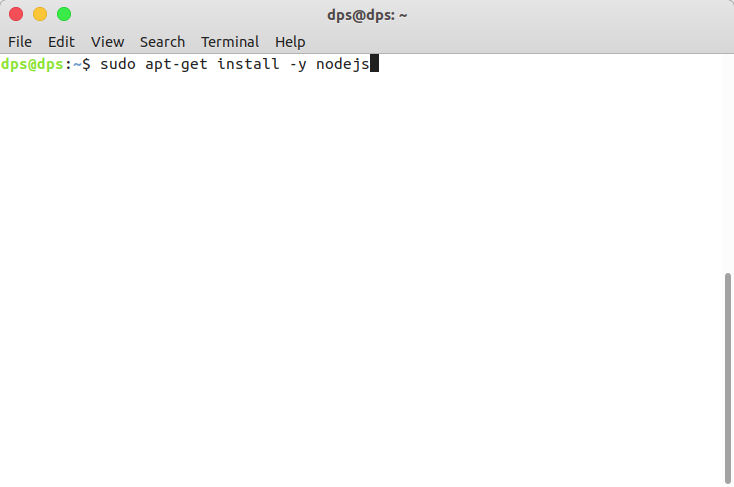 dps@dps: ~
File Edit View Search Terminal Help
dps@dps:~$ sudo apt-get install -y nodejs